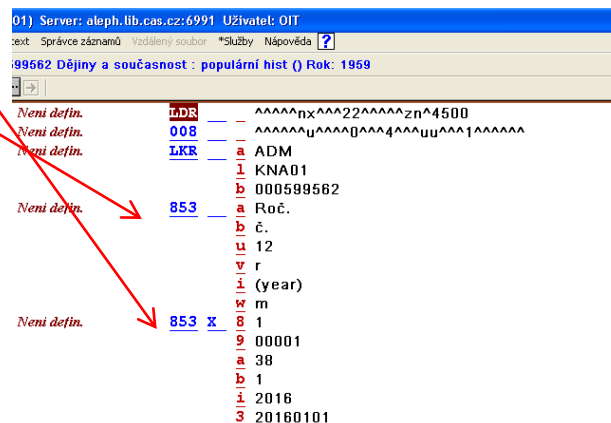 01) Server: aleph.lib.cas.cz:6991 Uživatel: OIT
text Správce záznamů Vzdálený soubor *Služby Nápověda ?
599562 Dějiny a současnost : populární hist () Rok: 1959
Není defin. LDR _ _ ^^^^^nx^^^22^^^^^zn^4500
Není defin. 008 _ _ ^^^^^^u^^^^0^^^4^^^uu^^^1^^^^^^
Není defin. LKR _ a ADM
l KNA01
b 000599562
Není defin. 853 _ a Roč.
b č.
u 12
v r
i (year)
w m
Není defin. 853 X 8 1
9 00001
a 38
b 1
i 2016
3 20160101